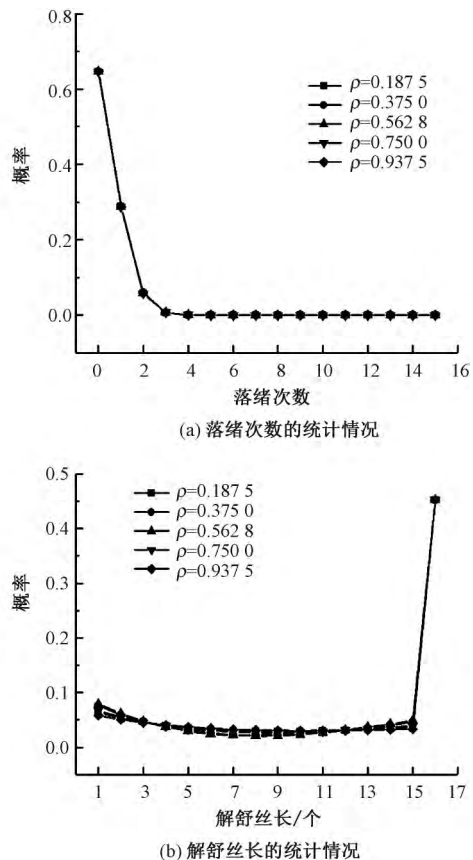 0.8
0.6
0.4
0.2
0.0
概率
ρ=0.187 5
ρ=0.375 0
ρ=0.562 8
ρ=0.750 0
ρ=0.937 5
0 2 4 6 8 10 12 14 16
落绪次数
(a) 落绪次数的统计情况
0.5
0.4
0.3
0.2
0.1
0.0
概率
ρ=0.187 5
ρ=0.375 0
ρ=0.562 8
ρ=0.750 0
ρ=0.937 5
1 3 5 7 9 11 13 15 17
解舒丝长/个
(b) 解舒丝长的统计情况